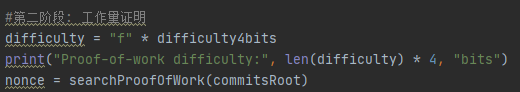 #第二阶段: 工作量证明
difficulty = "f" * difficulty4bits
print("Proof-of-work difficulty:", len(difficulty) * 4, "bits")
nonce = searchProofOfWork(commitsRoot)